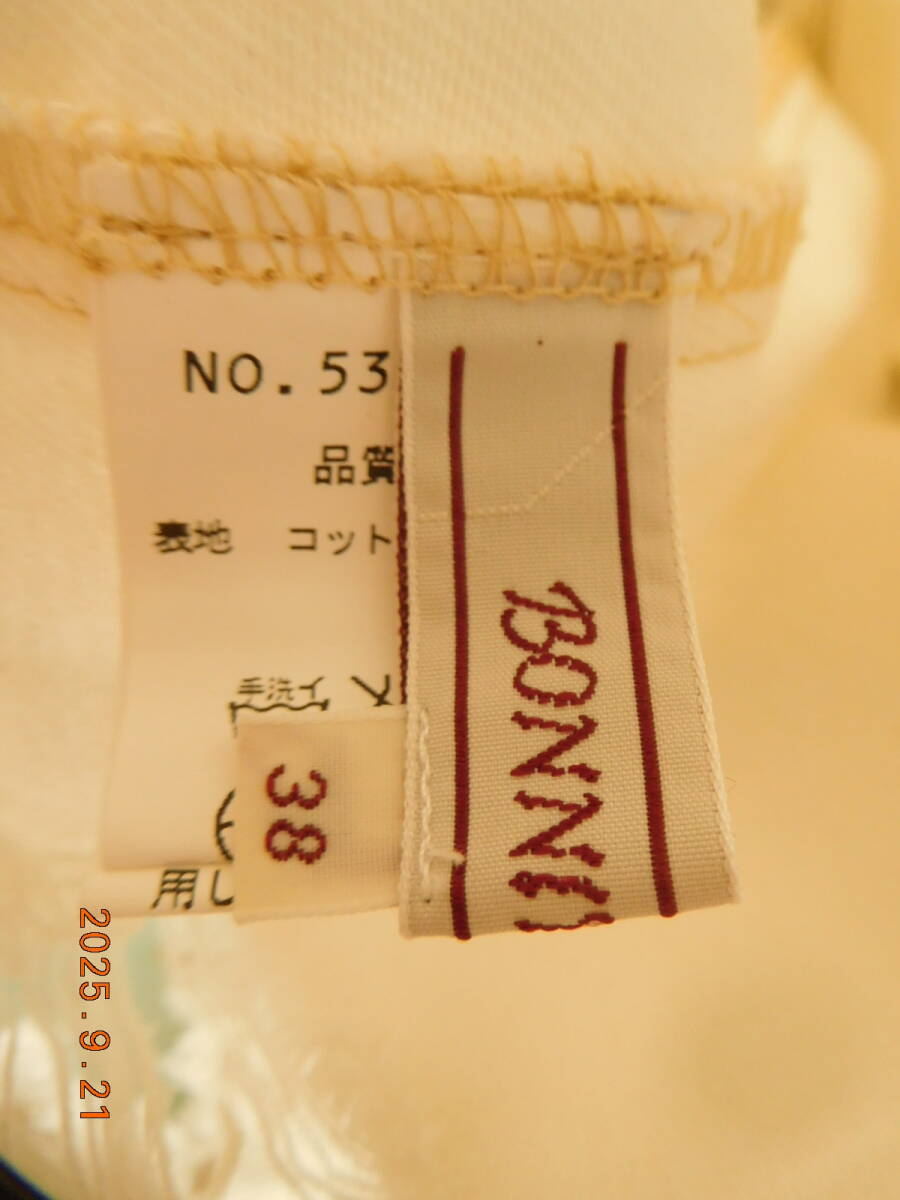 NO. 53
品質
表地 コット
手洗イ
38
用し
BONNI
2025. 9. 21